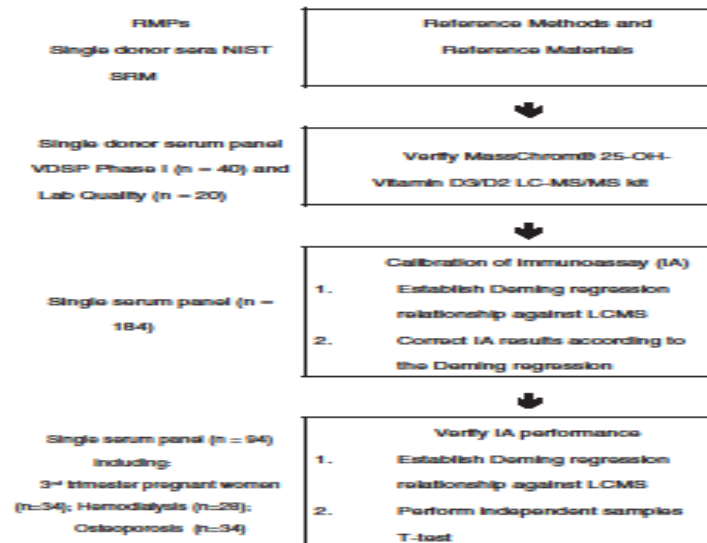 RMPs
Single donor sera NIST
SRM
Reference Methods and
Reference Materials
Single donor serum panel
VDSP Phase I (n = 40) and
Lab Quality (n = 20)
Verify MassChrom® 25-OH-
Vitamin D3/D2 LC-MS/MS kit
Single serum panel (n =
184)
Calibration of Immunoassay (IA)
1. Establish Deming regression
relationship against LCMS
2. Correct IA results according to
the Deming regression
Single serum panel (n = 94)
Including:
3rd trimester pregnant women
(n=34); Hemodialysis (n=28);
Osteoporosis (n=34)
Verify IA performance
1. Establish Deming regression
relationship against LCMS
2. Perform independent samples
T-test